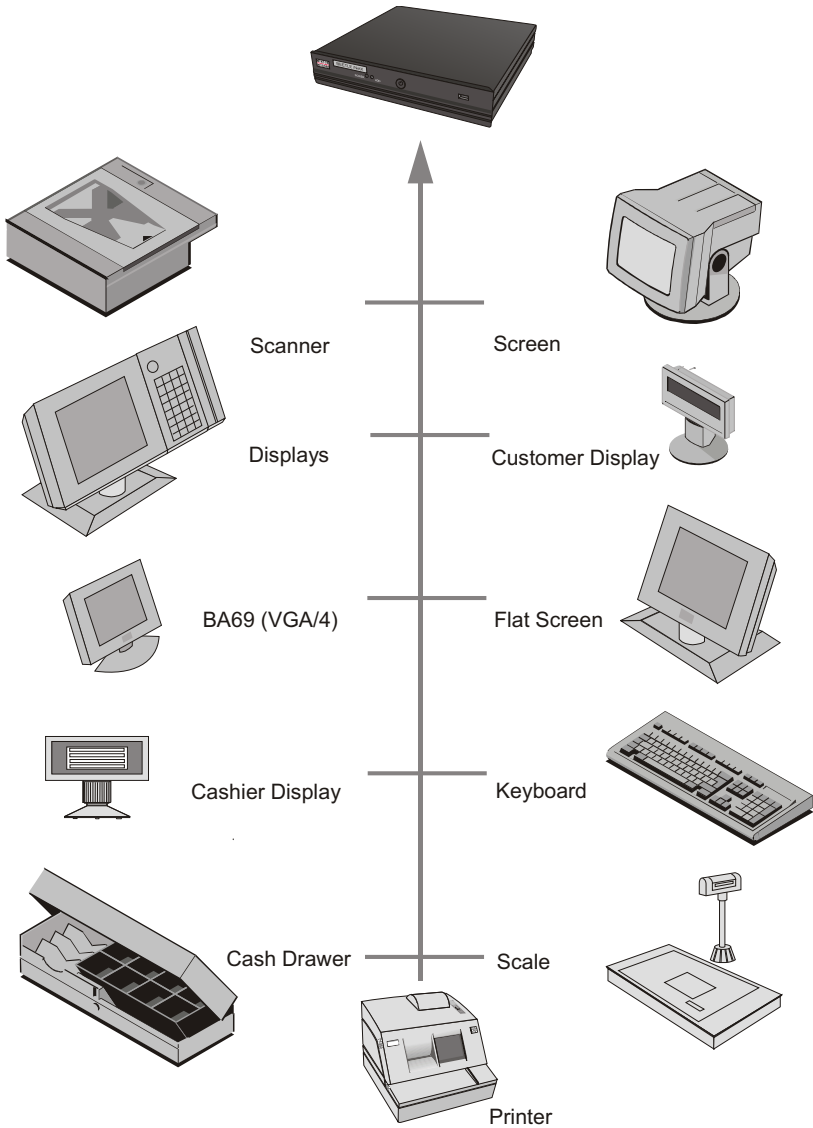 Scanner
Screen
Displays
Customer Display
BA69 (VGA/4)
Flat Screen
Cashier Display
Keyboard
Cash Drawer
Scale
Printer